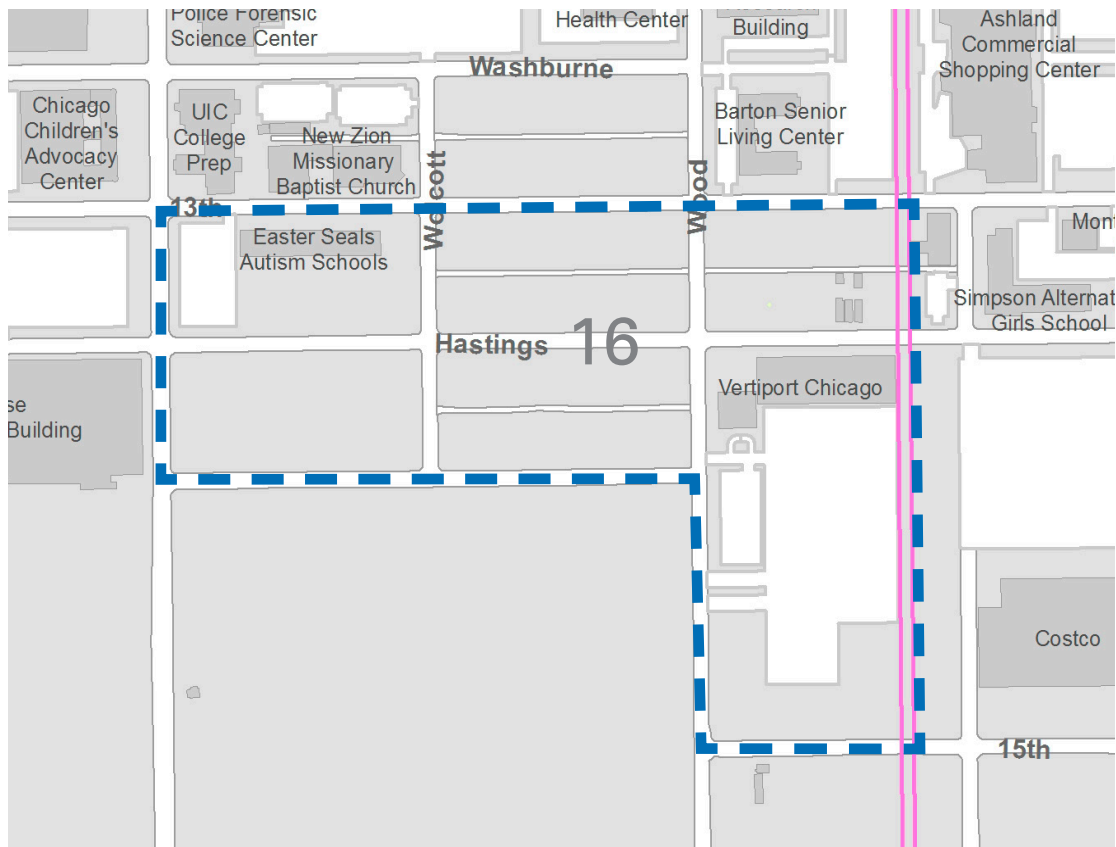 Police Forensic
Science Center
Health Center
Building
Ashland
Commercial
Shopping Center
Washburne
Chicago
Children's
Advocacy
Center
UIC
College
Prep
New Zion
Missionary
Baptist Church
Barton Senior
Living Center
Wolcott
Wood
13th
Easter Seals
Autism Schools
Mont
Simpson Alternat
Girls School
Hastings
16
Vertiport Chicago
se
Building
Costco
15th